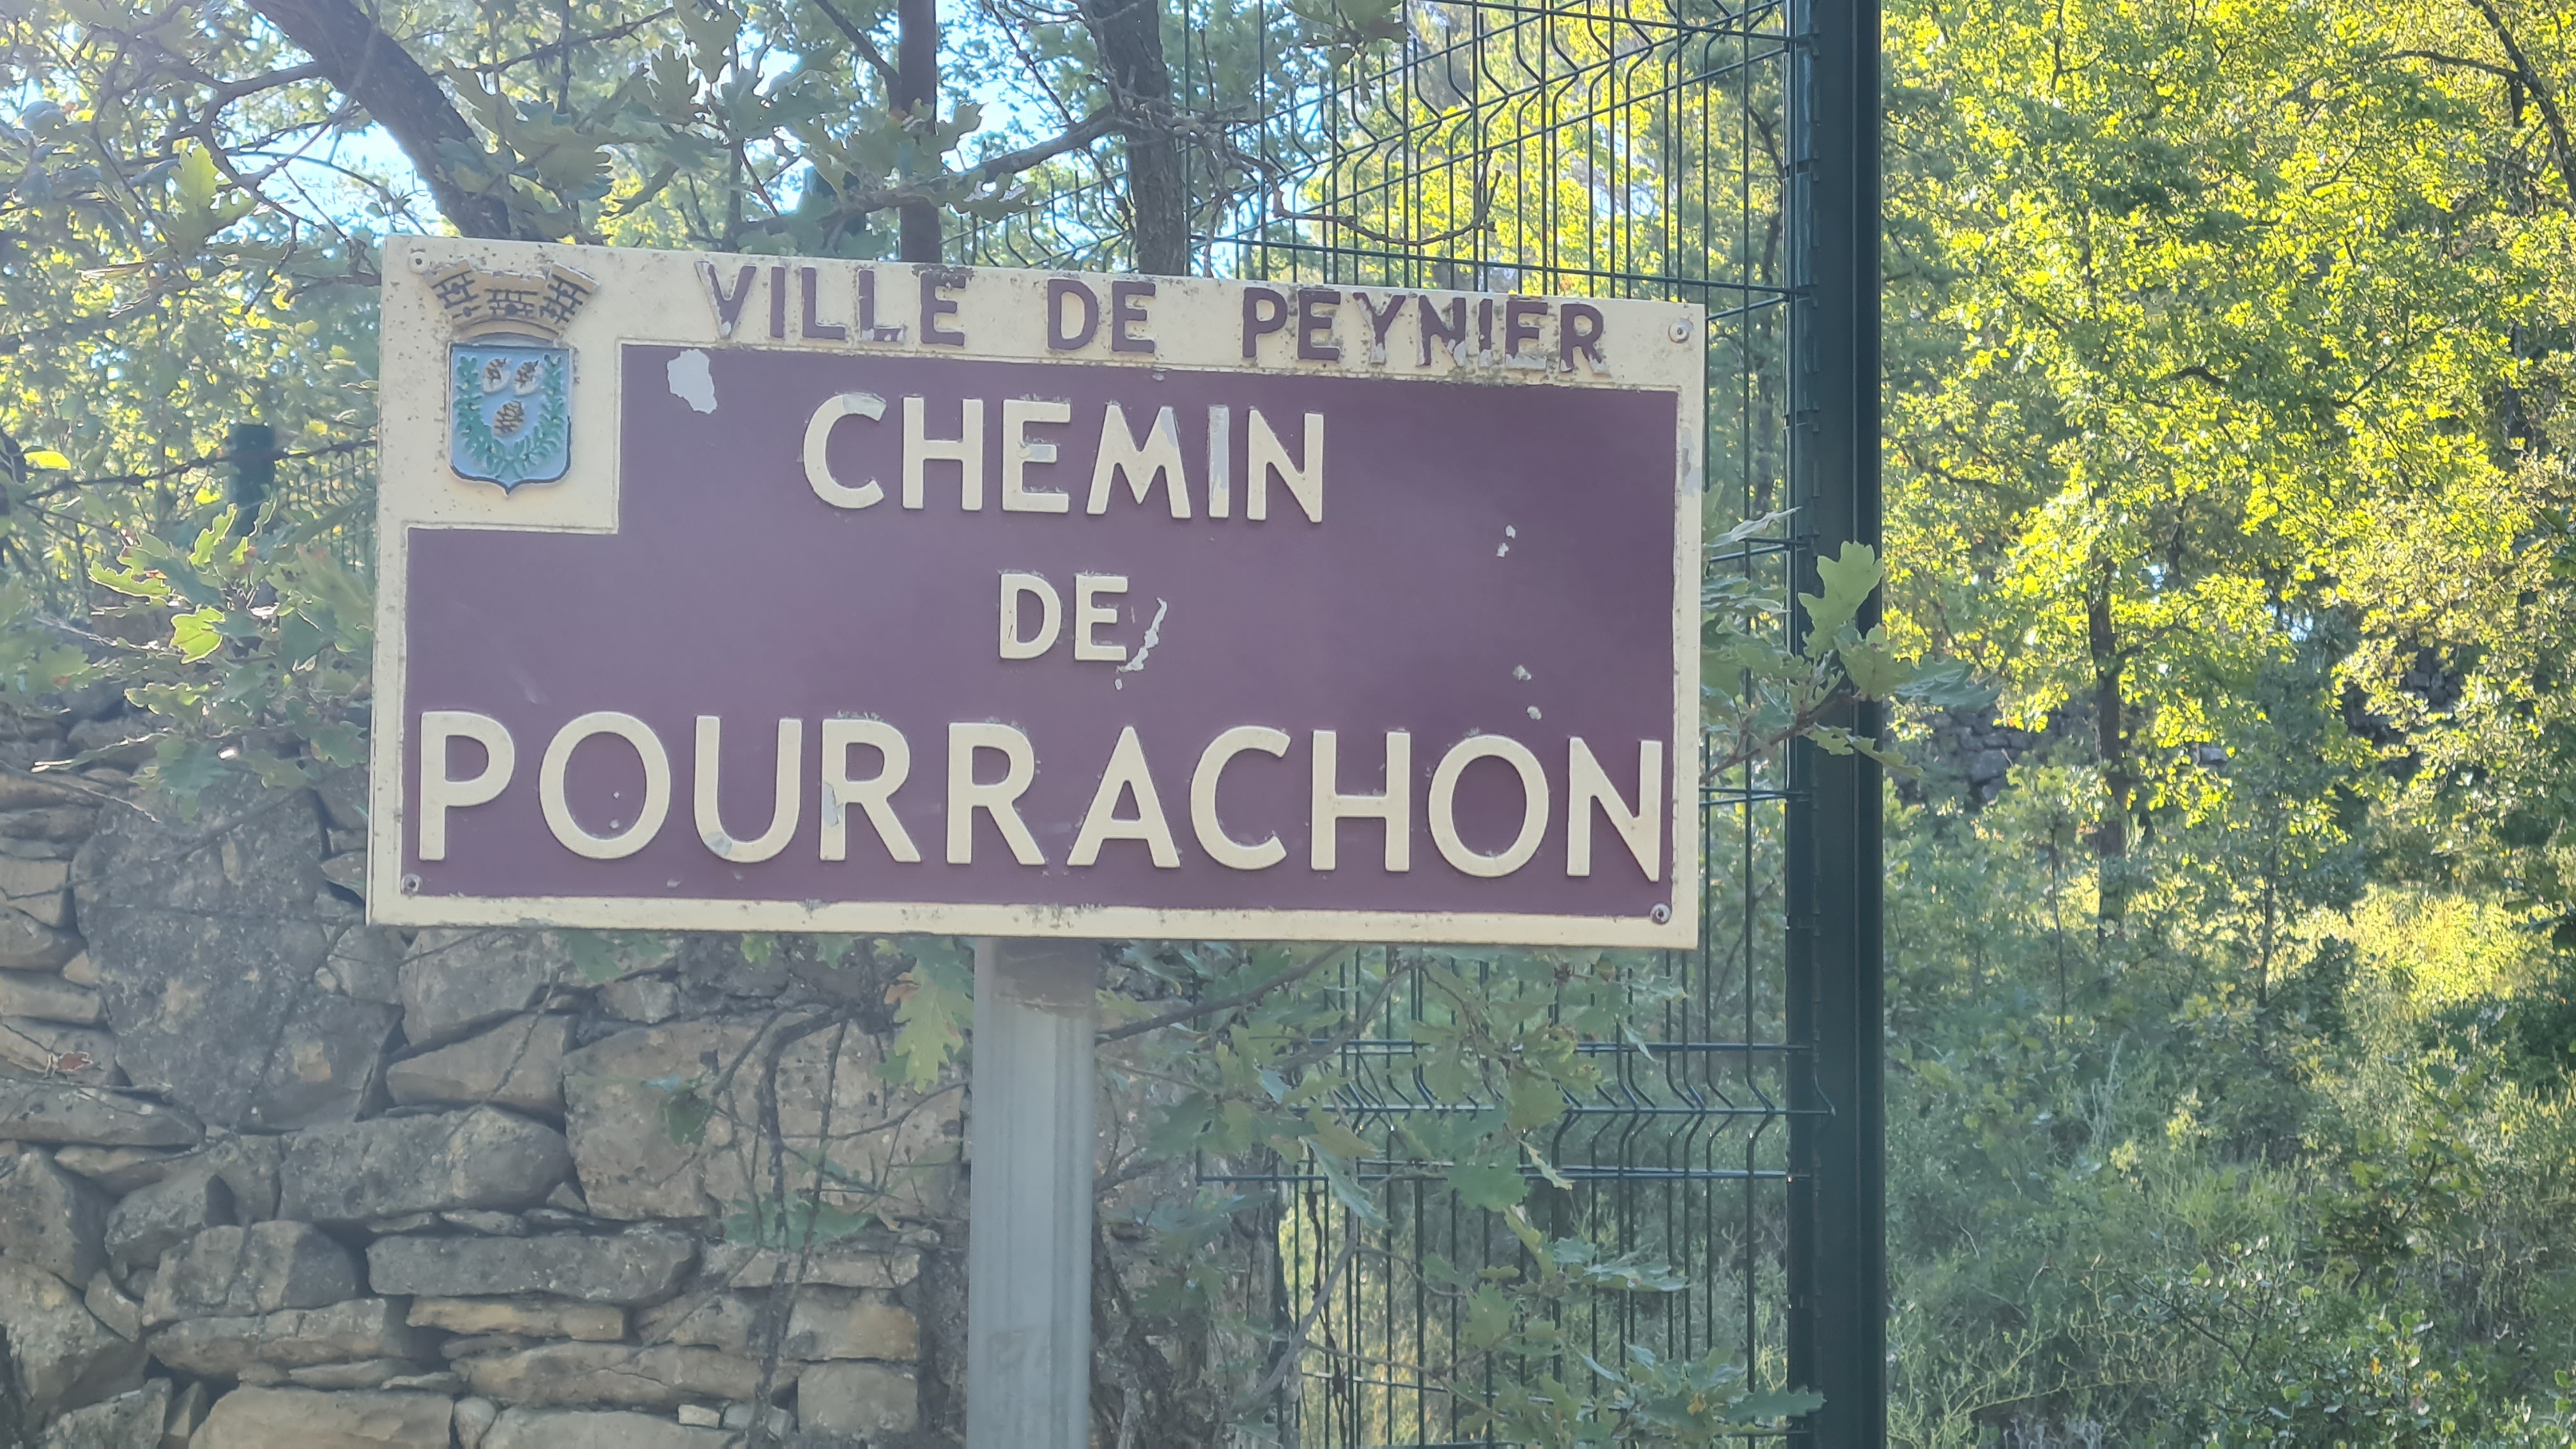 VILLE DE PEYNIER
CHEMIN
DE
POURRACHON